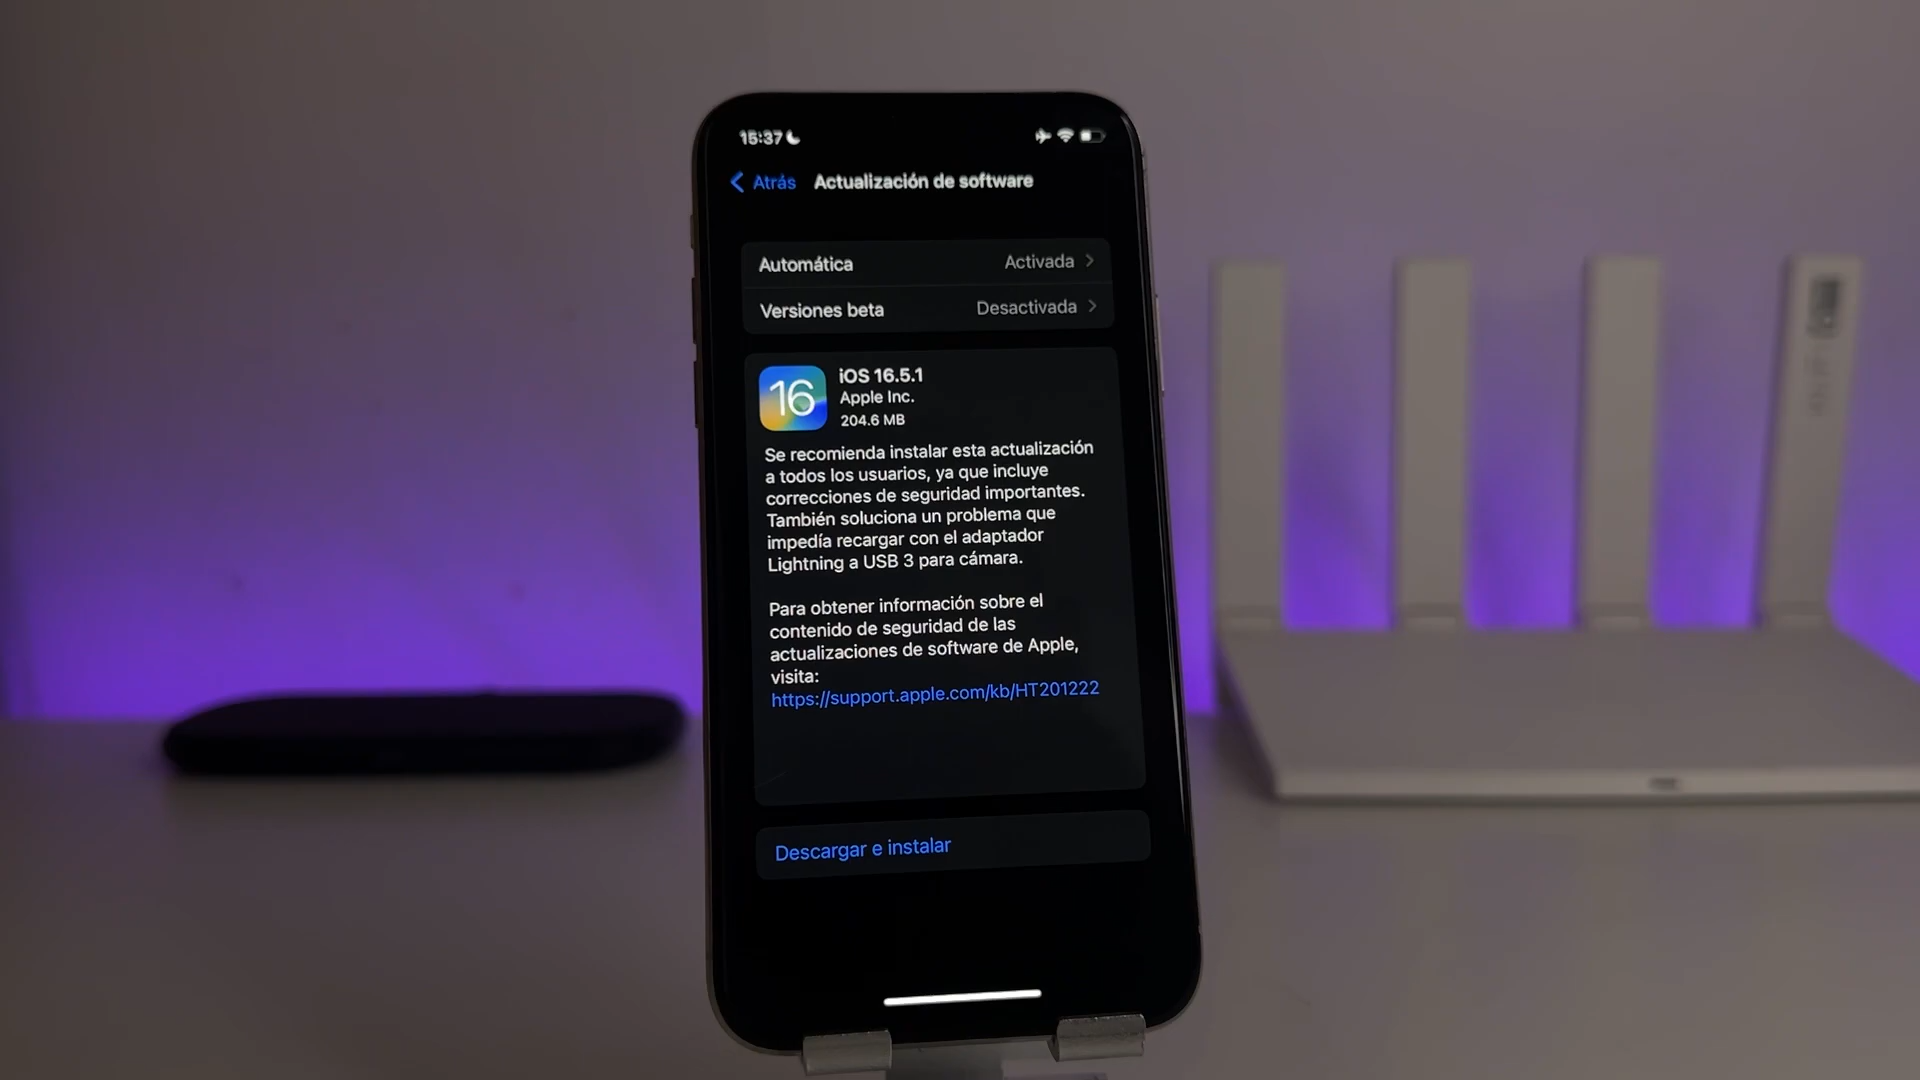 15:37
Atrás Actualización de software
Automática Activada
Versiones beta Desactivada
16
iOS 16.5.1
Apple Inc.
204.6 MB
Se recomienda instalar esta actualización
a todos los usuarios, ya que incluye
correcciones de seguridad importantes.
También soluciona un problema que
impedía recargar con el adaptador
Lightning a USB 3 para cámara.
Para obtener información sobre el
contenido de seguridad de las
actualizaciones de software de Apple,
visita:
https://support.apple.com/kb/HT201222
Descargar e instalar